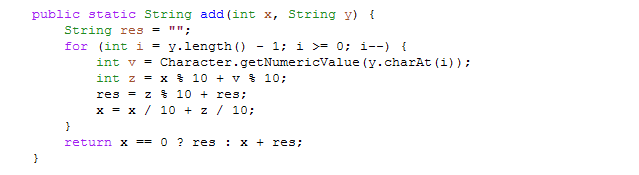 public static String add(int x, String y) {
String res = "";
for (int i = y.length() - 1; i >= 0; i--) {
int v = Character.getNumericValue(y.charAt(i));
int z = x % 10 + v % 10;
res = z % 10 + res;
x = x / 10 + z / 10;
}
return x == 0 ? res : x + res;
}